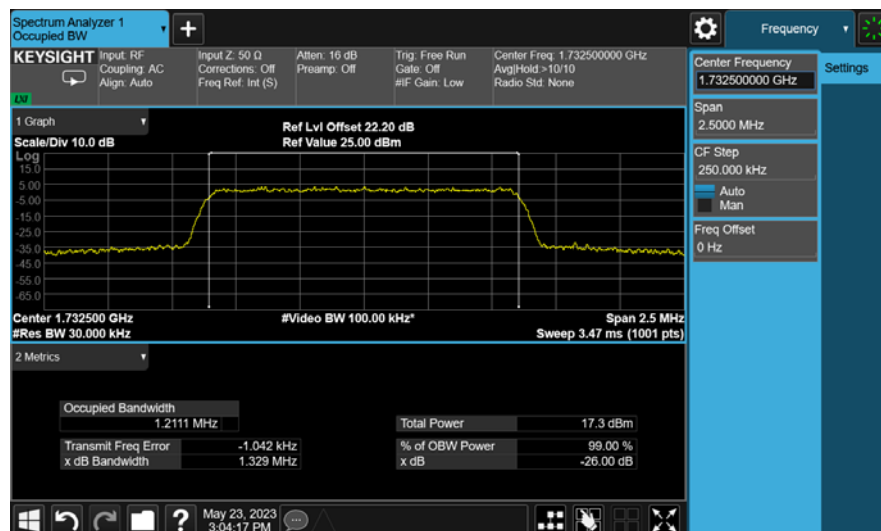 Spectrum Analyzer 1
Occupied BW
+
Frequency
KEYSIGHT
Input: RF
Coupling: AC
Align: Auto
Input Z: 50 Ω
Corrections: Off
Freq Ref: Int (S)
Atten: 16 dB
Preamp: Off
Trig: Free Run
Gate: Off
#IF Gain: Low
Center Freq: 1.732500000 GHz
Avg|Hold:>10/10
Radio Std: None
LXI
Center Frequency
1.732500000 GHz
Settings
Span
2.5000 MHz
CF Step
250.000 kHz
Auto
Man
Freq Offset
0 Hz
1 Graph
Scale/Div 10.0 dB
Ref Lvl Offset 22.20 dB
Ref Value 25.00 dBm
Log
15.0
5.00
-5.00
-15.0
-25.0
-35.0
-45.0
-55.0
-65.0
Center 1.732500 GHz
#Video BW 100.00 kHz*
Span 2.5 MHz
#Res BW 30.000 kHz
Sweep 3.47 ms (1001 pts)
2 Metrics
Occupied Bandwidth
1.2111 MHz
Total Power 17.3 dBm
Transmit Freq Error -1.042 kHz
% of OBW Power 99.00 %
x dB Bandwidth 1.329 MHz
x dB -26.00 dB
?
May 23, 2023
3:04:17 PM